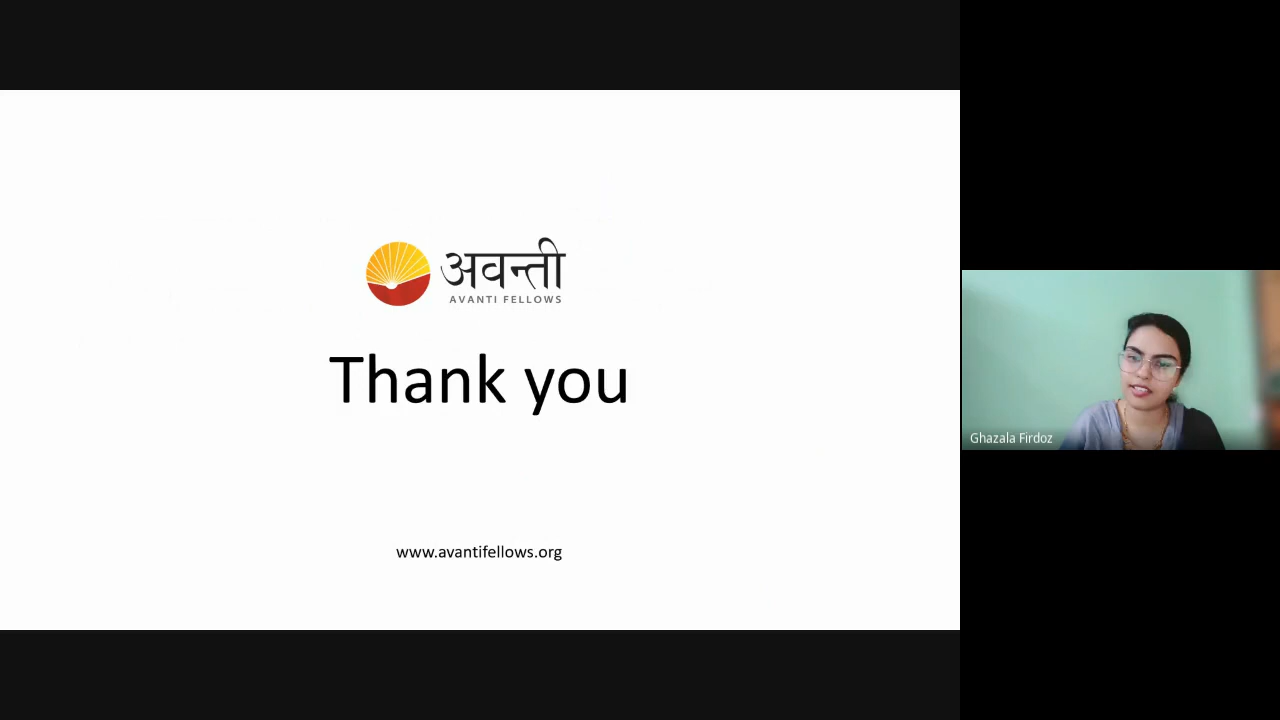 अवन्ती
AVANTI FELLOWS
Thank you
www.avantifellows.org
Ghazala Firdoz